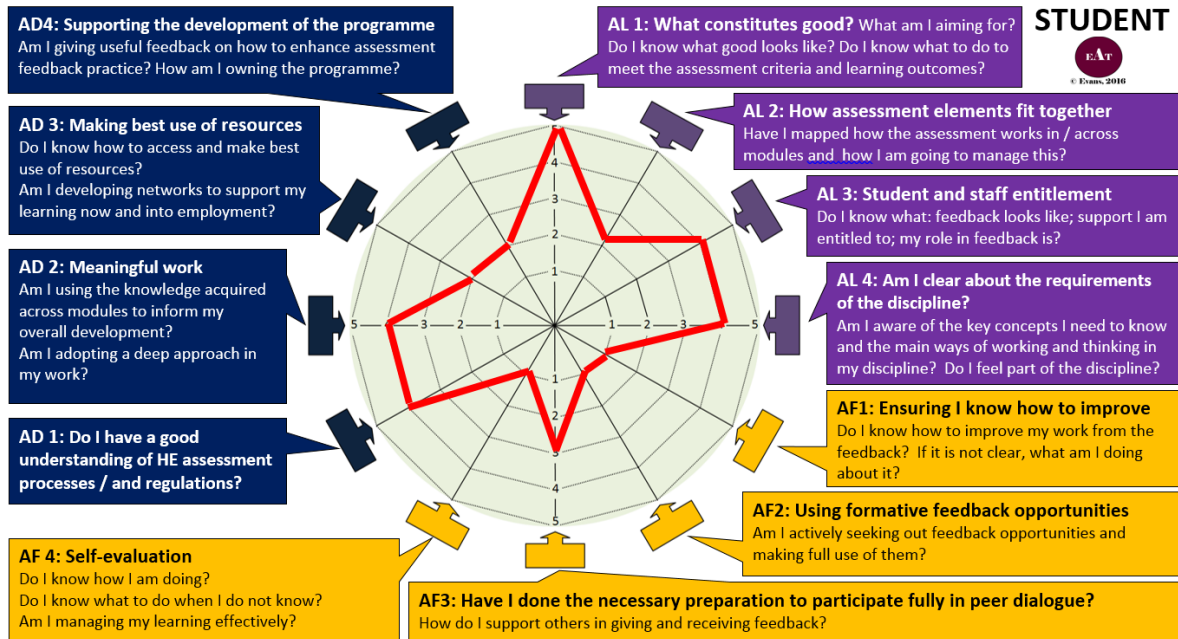 AD4: Supporting the development of the programme
Am I giving useful feedback on how to enhance assessment
feedback practice? How am I owning the programme?
AL 1: What constitutes good? What am I aiming for?
Do I know what good looks like? Do I know what to do to
meet the assessment criteria and learning outcomes?
STUDENT
EAT
© Evans, 2016
AD 3: Making best use of resources
Do I know how to access and make best
use of resources?
Am I developing networks to support my
learning now and into employment?
AL 2: How assessment elements fit together
Have I mapped how the assessment works in / across
modules and how I am going to manage this?
AL 3: Student and staff entitlement
Do I know what: feedback looks like; support I am
entitled to; my role in feedback is?
AD 2: Meaningful work
Am I using the knowledge acquired
across modules to inform my
overall development?
Am I adopting a deep approach in
my work?
AL 4: Am I clear about the requirements
of the discipline?
Am I aware of the key concepts I need to know
and the main ways of working and thinking in
my discipline? Do I feel part of the discipline?
5
4
3
2
1
5 3 2 1 1 2 3 5
1
2
3
4
5
AD 1: Do I have a good
understanding of HE assessment
processes / and regulations?
AF1: Ensuring I know how to improve
Do I know how to improve my work from the
feedback? If it is not clear, what am I doing
about it?
AF2: Using formative feedback opportunities
Am I actively seeking out feedback opportunities and
making full use of them?
AF 4: Self-evaluation
Do I know how I am doing?
Do I know what to do when I do not know?
Am I managing my learning effectively?
AF3: Have I done the necessary preparation to participate fully in peer dialogue?
How do I support others in giving and receiving feedback?